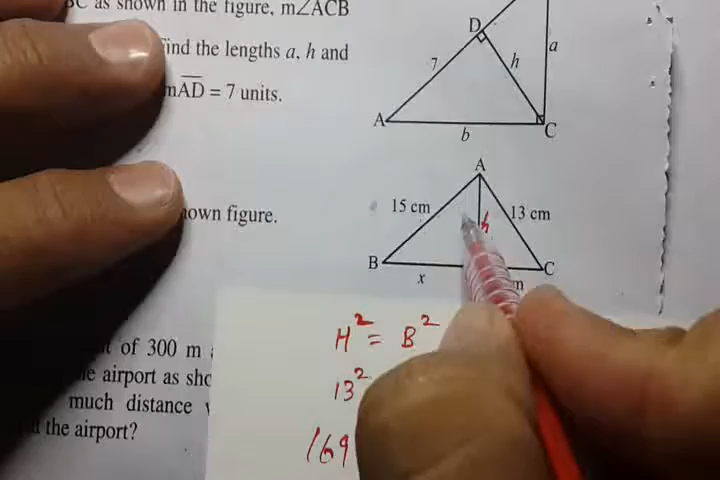 BC as shown in the figure, m∠ACB
find the lengths a, h and
mAD = 7 units.
D
7
h
a
A
b
C
A
own figure.
15 cm
h
13 cm
B
x
C
H² = B²
13²
169
of 300 m
airport as sho
much distance
the airport?